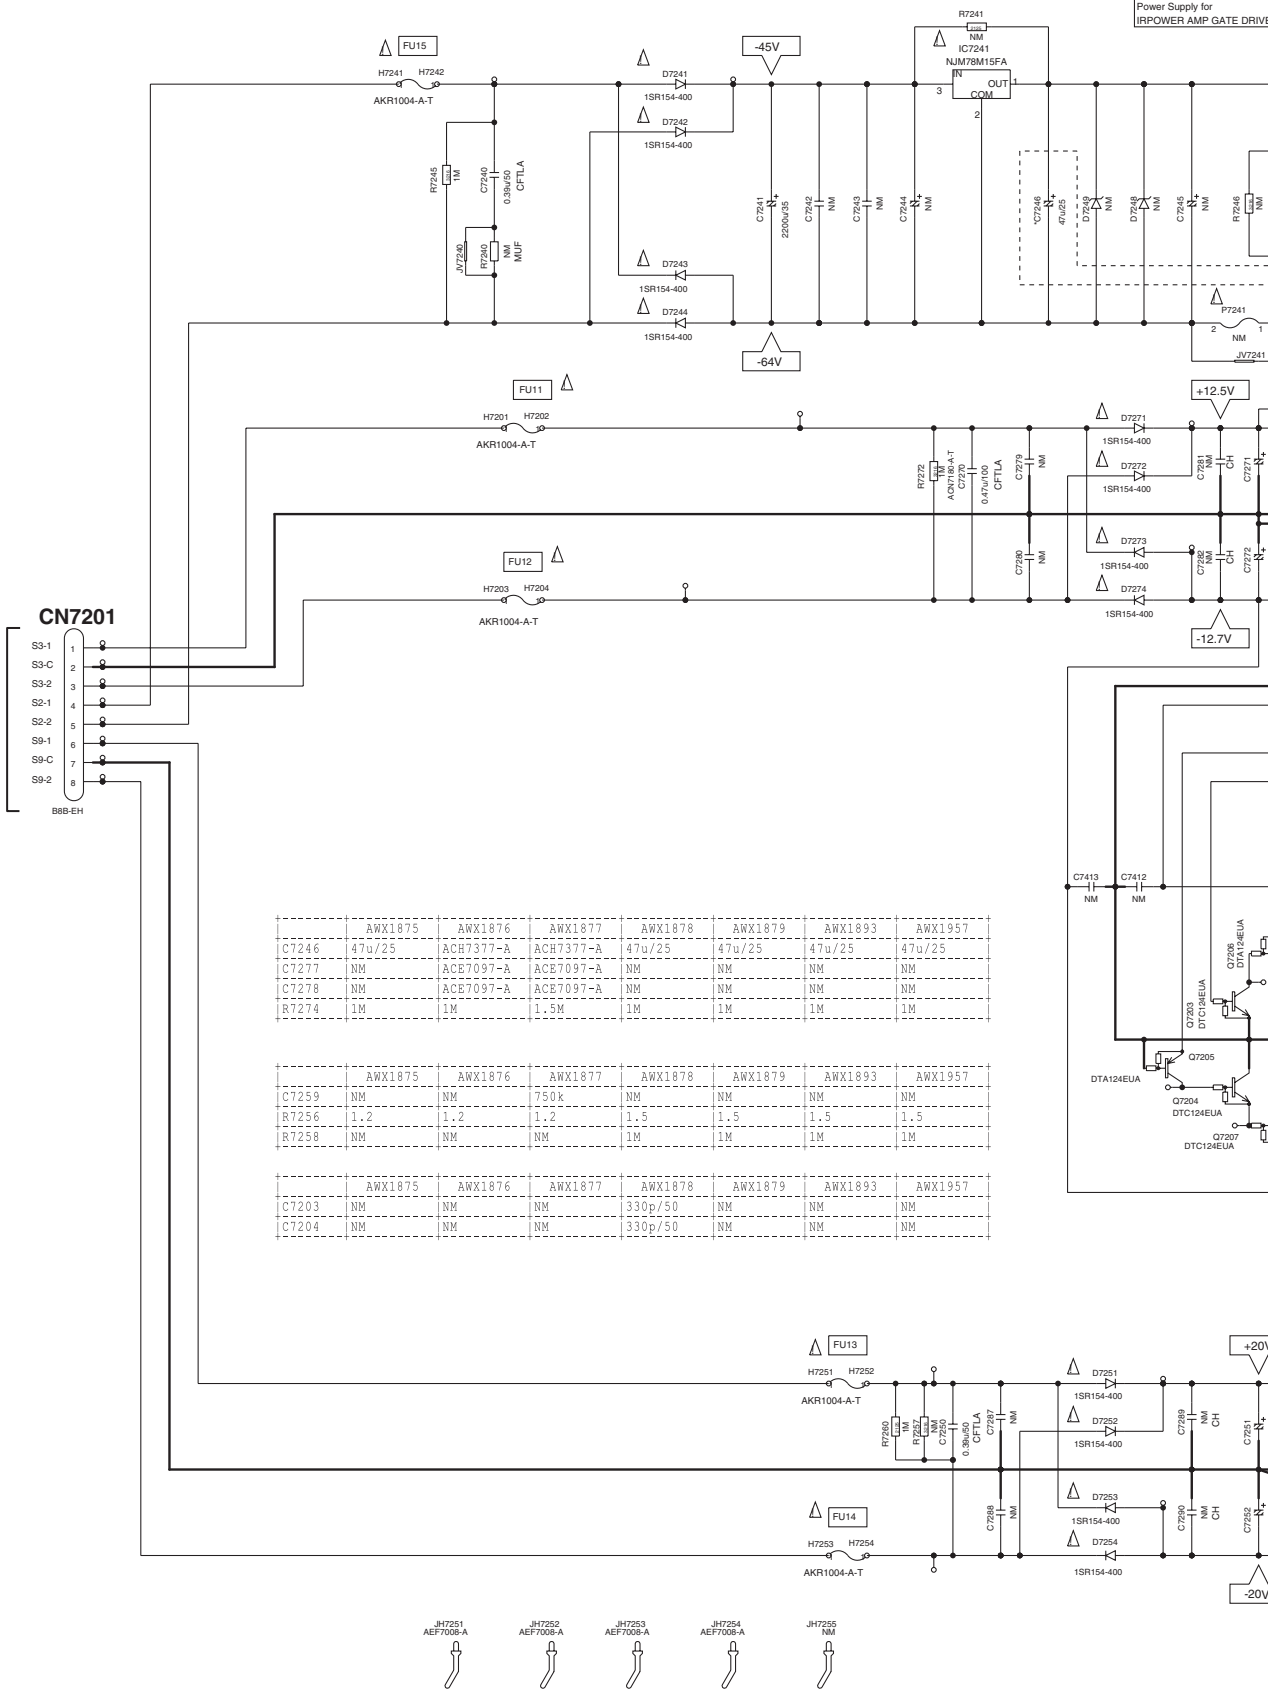 Power Supply for
IRPOWER AMP GATE DRIVE
R7241
NM
IC7241
NJM78M15FA
IN
OUT
COM
3
1
2
FU15
H7241 H7242
AKR1004-A-T
-45V
D7241
1SR154-400
D7242
1SR154-400
R7245
1M
C7240
0.39u/50
CFTLA
JV7240
R7240
NM
MUF
C7241
2200u/35
C7242
NM
C7243
NM
C7244
NM
*C7246
47u/25
D7249
NM
D7248
NM
C7245
NM
R7246
NM
D7243
1SR154-400
D7244
1SR154-400
-64V
P7241
2
1
NM
JV7241
FU11
H7201 H7202
AKR1004-A-T
+12.5V
D7271
1SR154-400
D7272
1SR154-400
R7272
1M
ACN7180-A-T
C7270
0.47u/100
CFTLA
C7279
NM
C7281
NM
CH
C7271
FU12
H7203 H7204
AKR1004-A-T
C7280
NM
D7273
1SR154-400
D7274
1SR154-400
C7282
NM
CH
C7272
-12.7V
CN7201
S3-1 1
S3-C 2
S3-2 3
S2-1 4
S2-2 5
S9-1 6
S9-C 7
S9-2 8
B8B-EH
C7413
NM
C7412
NM
AWX1875 AWX1876 AWX1877 AWX1878 AWX1879 AWX1893 AWX1957
C7246 47u/25 ACH7377-A ACH7377-A 47u/25 47u/25 47u/25 47u/25
C7277 NM ACE7097-A ACE7097-A NM NM NM NM
C7278 NM ACE7097-A ACE7097-A NM NM NM NM
R7274 1M 1M 1.5M 1M 1M 1M 1M
Q7206
DTA124EUA
Q7203
DTC124EUA
Q7205
DTA124EUA
Q7204
DTC124EUA
Q7207
DTC124EUA
AWX1875 AWX1876 AWX1877 AWX1878 AWX1879 AWX1893 AWX1957
C7259 NM NM 750k NM NM NM NM
R7256 1.2 1.2 1.2 1.5 1.5 1.5 1.5
R7258 NM NM NM 1M 1M 1M 1M
AWX1875 AWX1876 AWX1877 AWX1878 AWX1879 AWX1893 AWX1957
C7203 NM NM NM 330p/50 NM NM NM
C7204 NM NM NM 330p/50 NM NM NM
FU13
H7251 H7252
AKR1004-A-T
+20V
D7251
1SR154-400
D7252
1SR154-400
R7260
1M
R7257
NM
C7250
0.39u/50
CFTLA
C7287
NM
C7289
NM
CH
C7251
FU14
H7253 H7254
AKR1004-A-T
C7288
NM
D7253
1SR154-400
D7254
1SR154-400
C7290
NM
CH
C7252
-20V
JH7251
AEF7008-A
JH7252
AEF7008-A
JH7253
AEF7008-A
JH7254
AEF7008-A
JH7255
NM